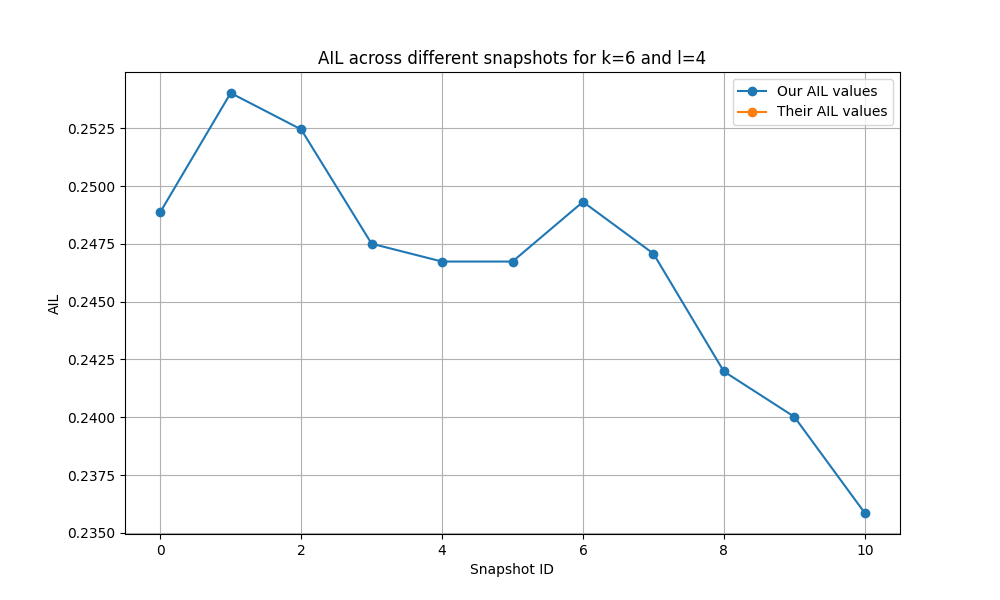 AIL across different snapshots for k=6 and l=4
Our AIL values
Their AIL values
0.2525
0.2500
0.2475
0.2450
0.2425
0.2400
0.2375
0.2350
AIL
0 2 4 6 8 10
Snapshot ID